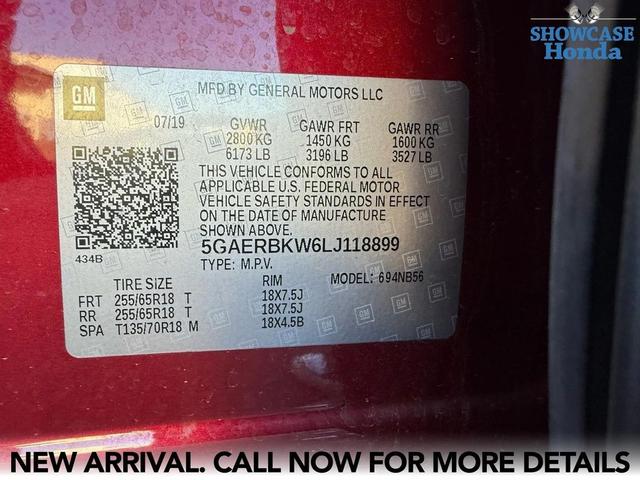 SHOWCASE
Honda
GM
MFD BY GENERAL MOTORS LLC
07/19 GVWR GAWR FRT GAWR RR
2800 KG 1450 KG 1600 KG
6173 LB 3196 LB 3527 LB
THIS VEHICLE CONFORMS TO ALL
APPLICABLE U.S. FEDERAL MOTOR
VEHICLE SAFETY STANDARDS IN EFFECT
ON THE DATE OF MANUFACTURE
SHOWN ABOVE.
434B
5GAERBKW6LJ118899
TYPE: M.P.V. MODEL: 694NB56
TIRE SIZE RIM
FRT 255/65R18 T 18X7.5J
RR 255/65R18 T 18X7.5J
SPA T135/70R18 M 18X4.5B
NEW ARRIVAL. CALL NOW FOR MORE DETAILS